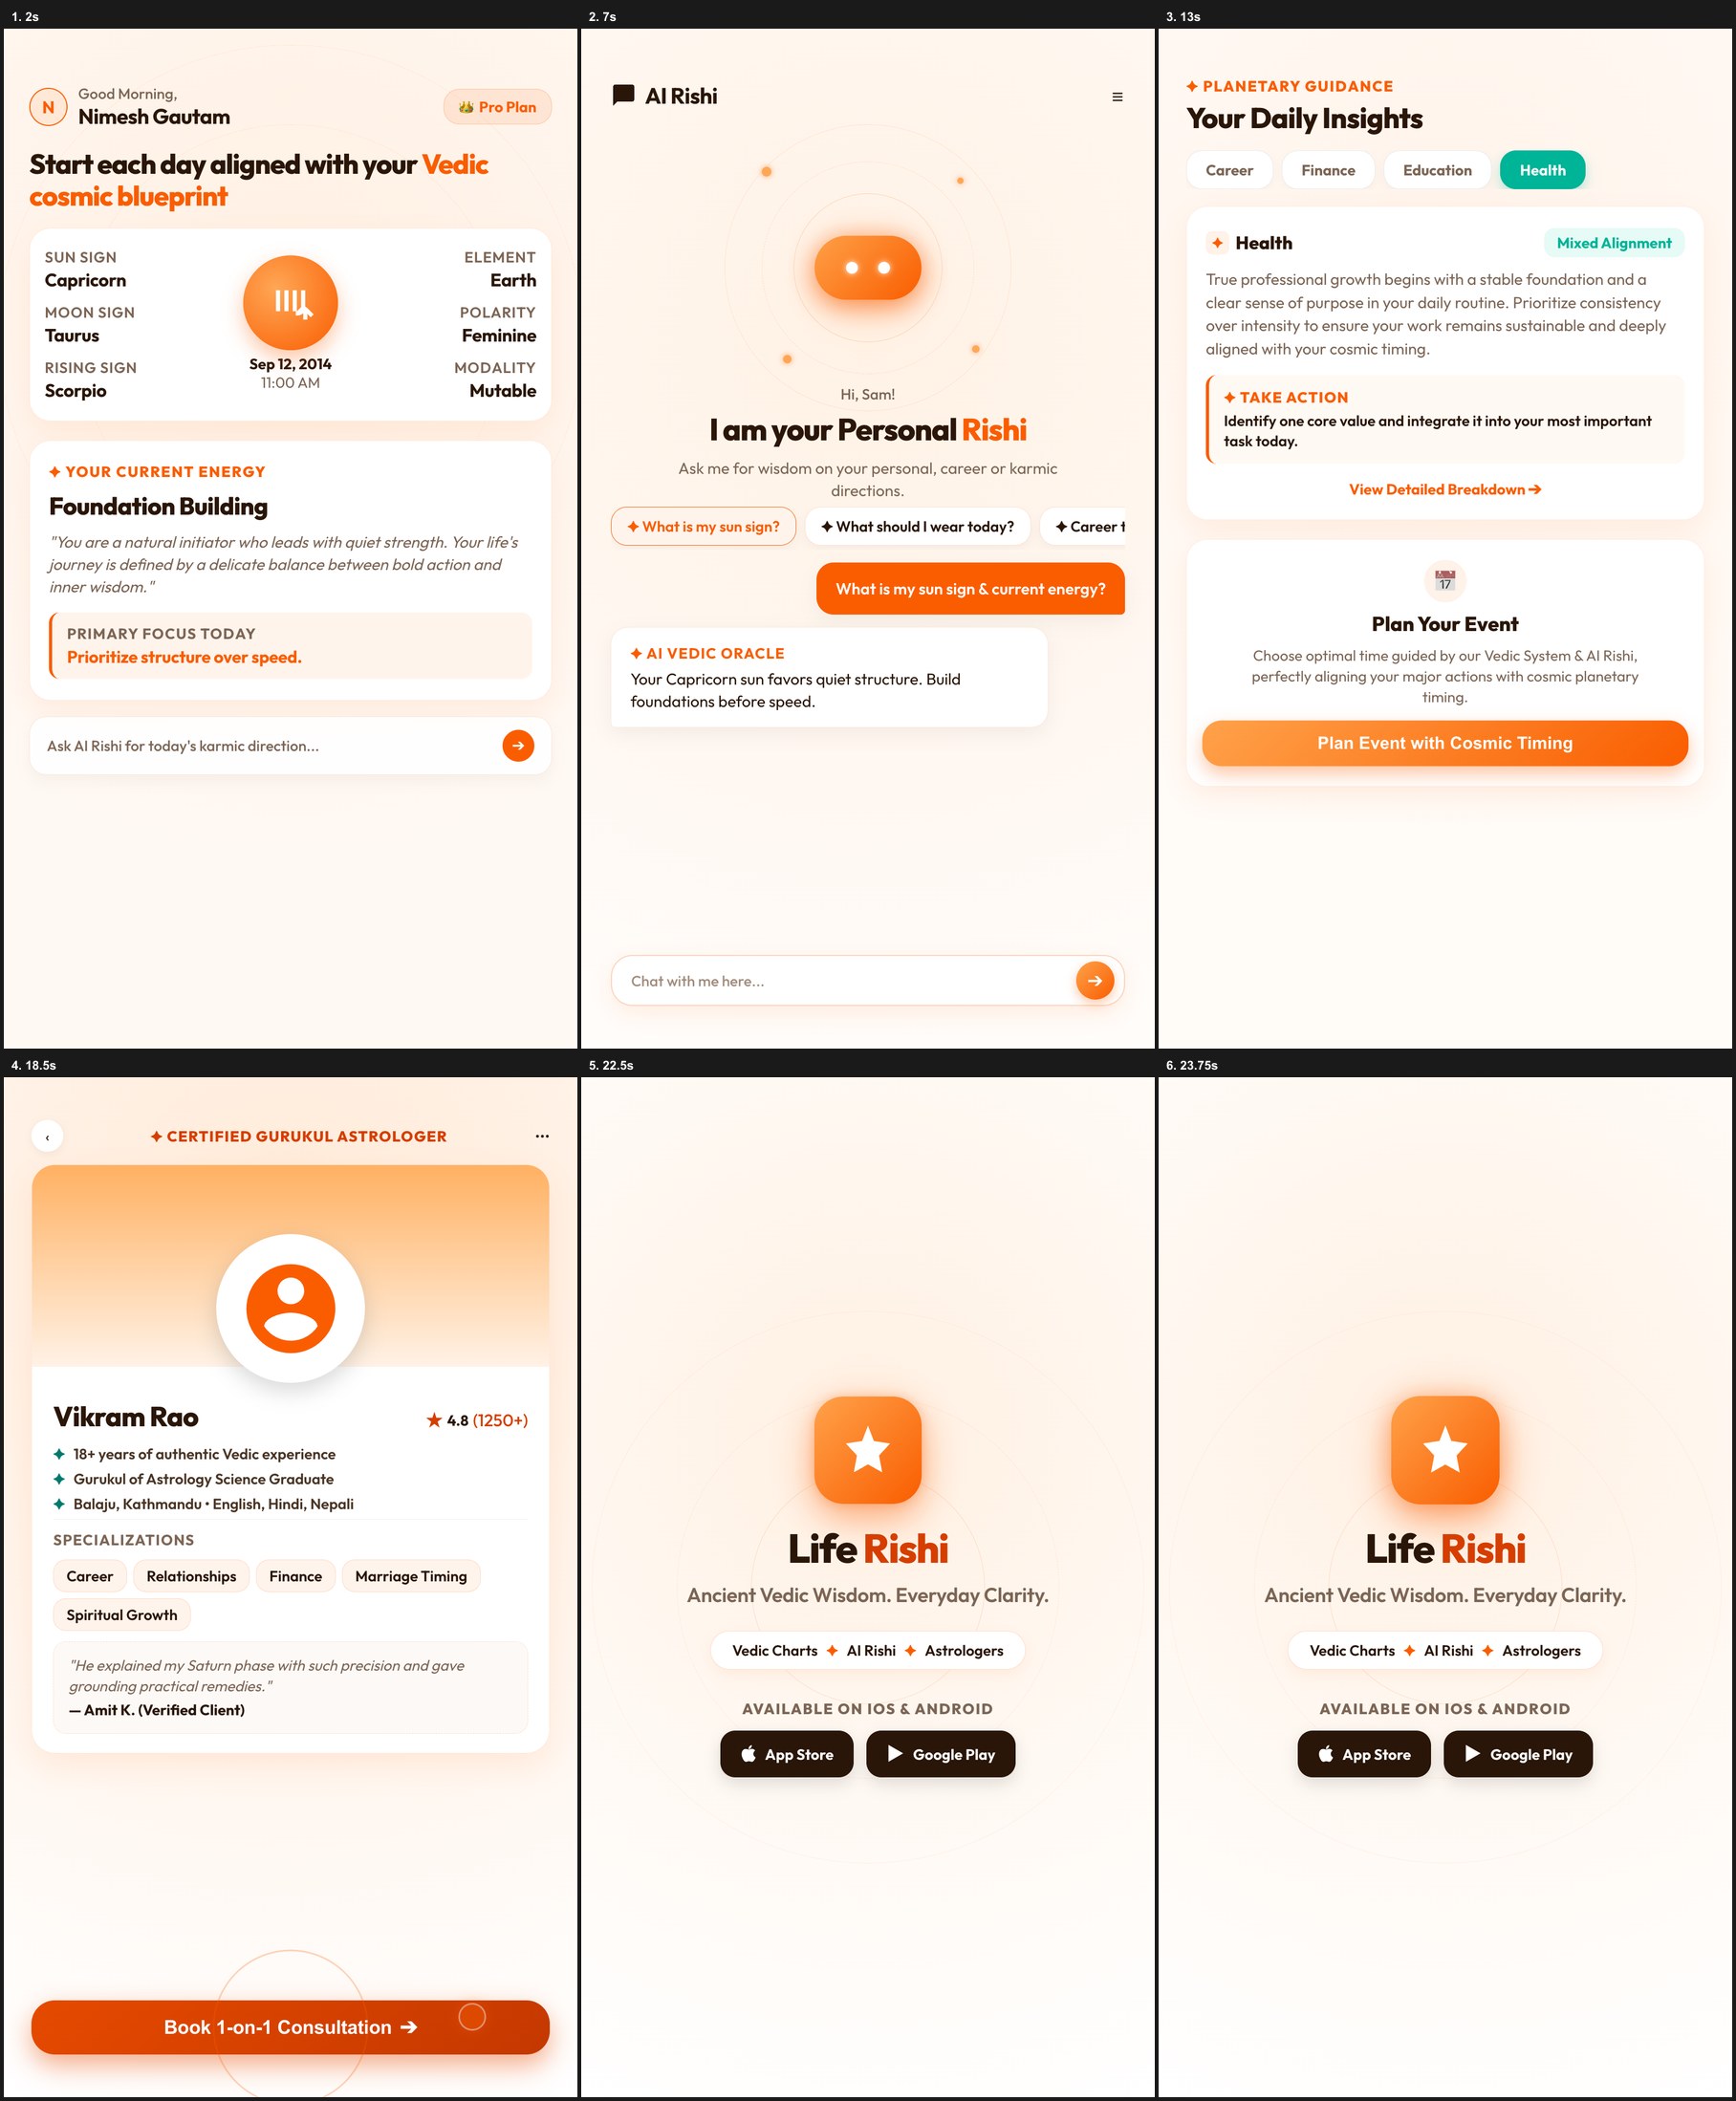 1. 2s
N
Good Morning,
Nimesh Gautam
👑 Pro Plan
Start each day aligned with your Vedic
cosmic blueprint
SUN SIGN
Capricorn
MOON SIGN
Taurus
RISING SIGN
Scorpio
Sep 12, 2014
11:00 AM
ELEMENT
Earth
POLARITY
Feminine
MODALITY
Mutable
✦ YOUR CURRENT ENERGY
Foundation Building
"You are a natural initiator who leads with quiet strength. Your life's
journey is defined by a delicate balance between bold action and
inner wisdom."
PRIMARY FOCUS TODAY
Prioritize structure over speed.
Ask AI Rishi for today's karmic direction...
2. 7s
AI Rishi
Hi, Sam!
I am your Personal Rishi
Ask me for wisdom on your personal, career or karmic
directions.
✦ What is my sun sign?
✦ What should I wear today?
✦ Career t
What is my sun sign & current energy?
✦ AI VEDIC ORACLE
Your Capricorn sun favors quiet structure. Build
foundations before speed.
Chat with me here...
3. 13s
✦ PLANETARY GUIDANCE
Your Daily Insights
Career
Finance
Education
Health
✦ Health
Mixed Alignment
True professional growth begins with a stable foundation and a
clear sense of purpose in your daily routine. Prioritize consistency
over intensity to ensure your work remains sustainable and deeply
aligned with your cosmic timing.
✦ TAKE ACTION
Identify one core value and integrate it into your most important
task today.
View Detailed Breakdown ➔
17
Plan Your Event
Choose optimal time guided by our Vedic System & AI Rishi,
perfectly aligning your major actions with cosmic planetary
timing.
Plan Event with Cosmic Timing
4. 18.5s
✦ CERTIFIED GURUKUL ASTROLOGER
Vikram Rao
★ 4.8 (1250+)
✦ 18+ years of authentic Vedic experience
✦ Gurukul of Astrology Science Graduate
✦ Balaju, Kathmandu • English, Hindi, Nepali
SPECIALIZATIONS
Career
Relationships
Finance
Marriage Timing
Spiritual Growth
"He explained my Saturn phase with such precision and gave
grounding practical remedies."
— Amit K. (Verified Client)
Book 1-on-1 Consultation ➔
5. 22.5s
Life Rishi
Ancient Vedic Wisdom. Everyday Clarity.
Vedic Charts ✦ AI Rishi ✦ Astrologers
AVAILABLE ON IOS & ANDROID
App Store
Google Play
6. 23.75s
Life Rishi
Ancient Vedic Wisdom. Everyday Clarity.
Vedic Charts ✦ AI Rishi ✦ Astrologers
AVAILABLE ON IOS & ANDROID
App Store
Google Play